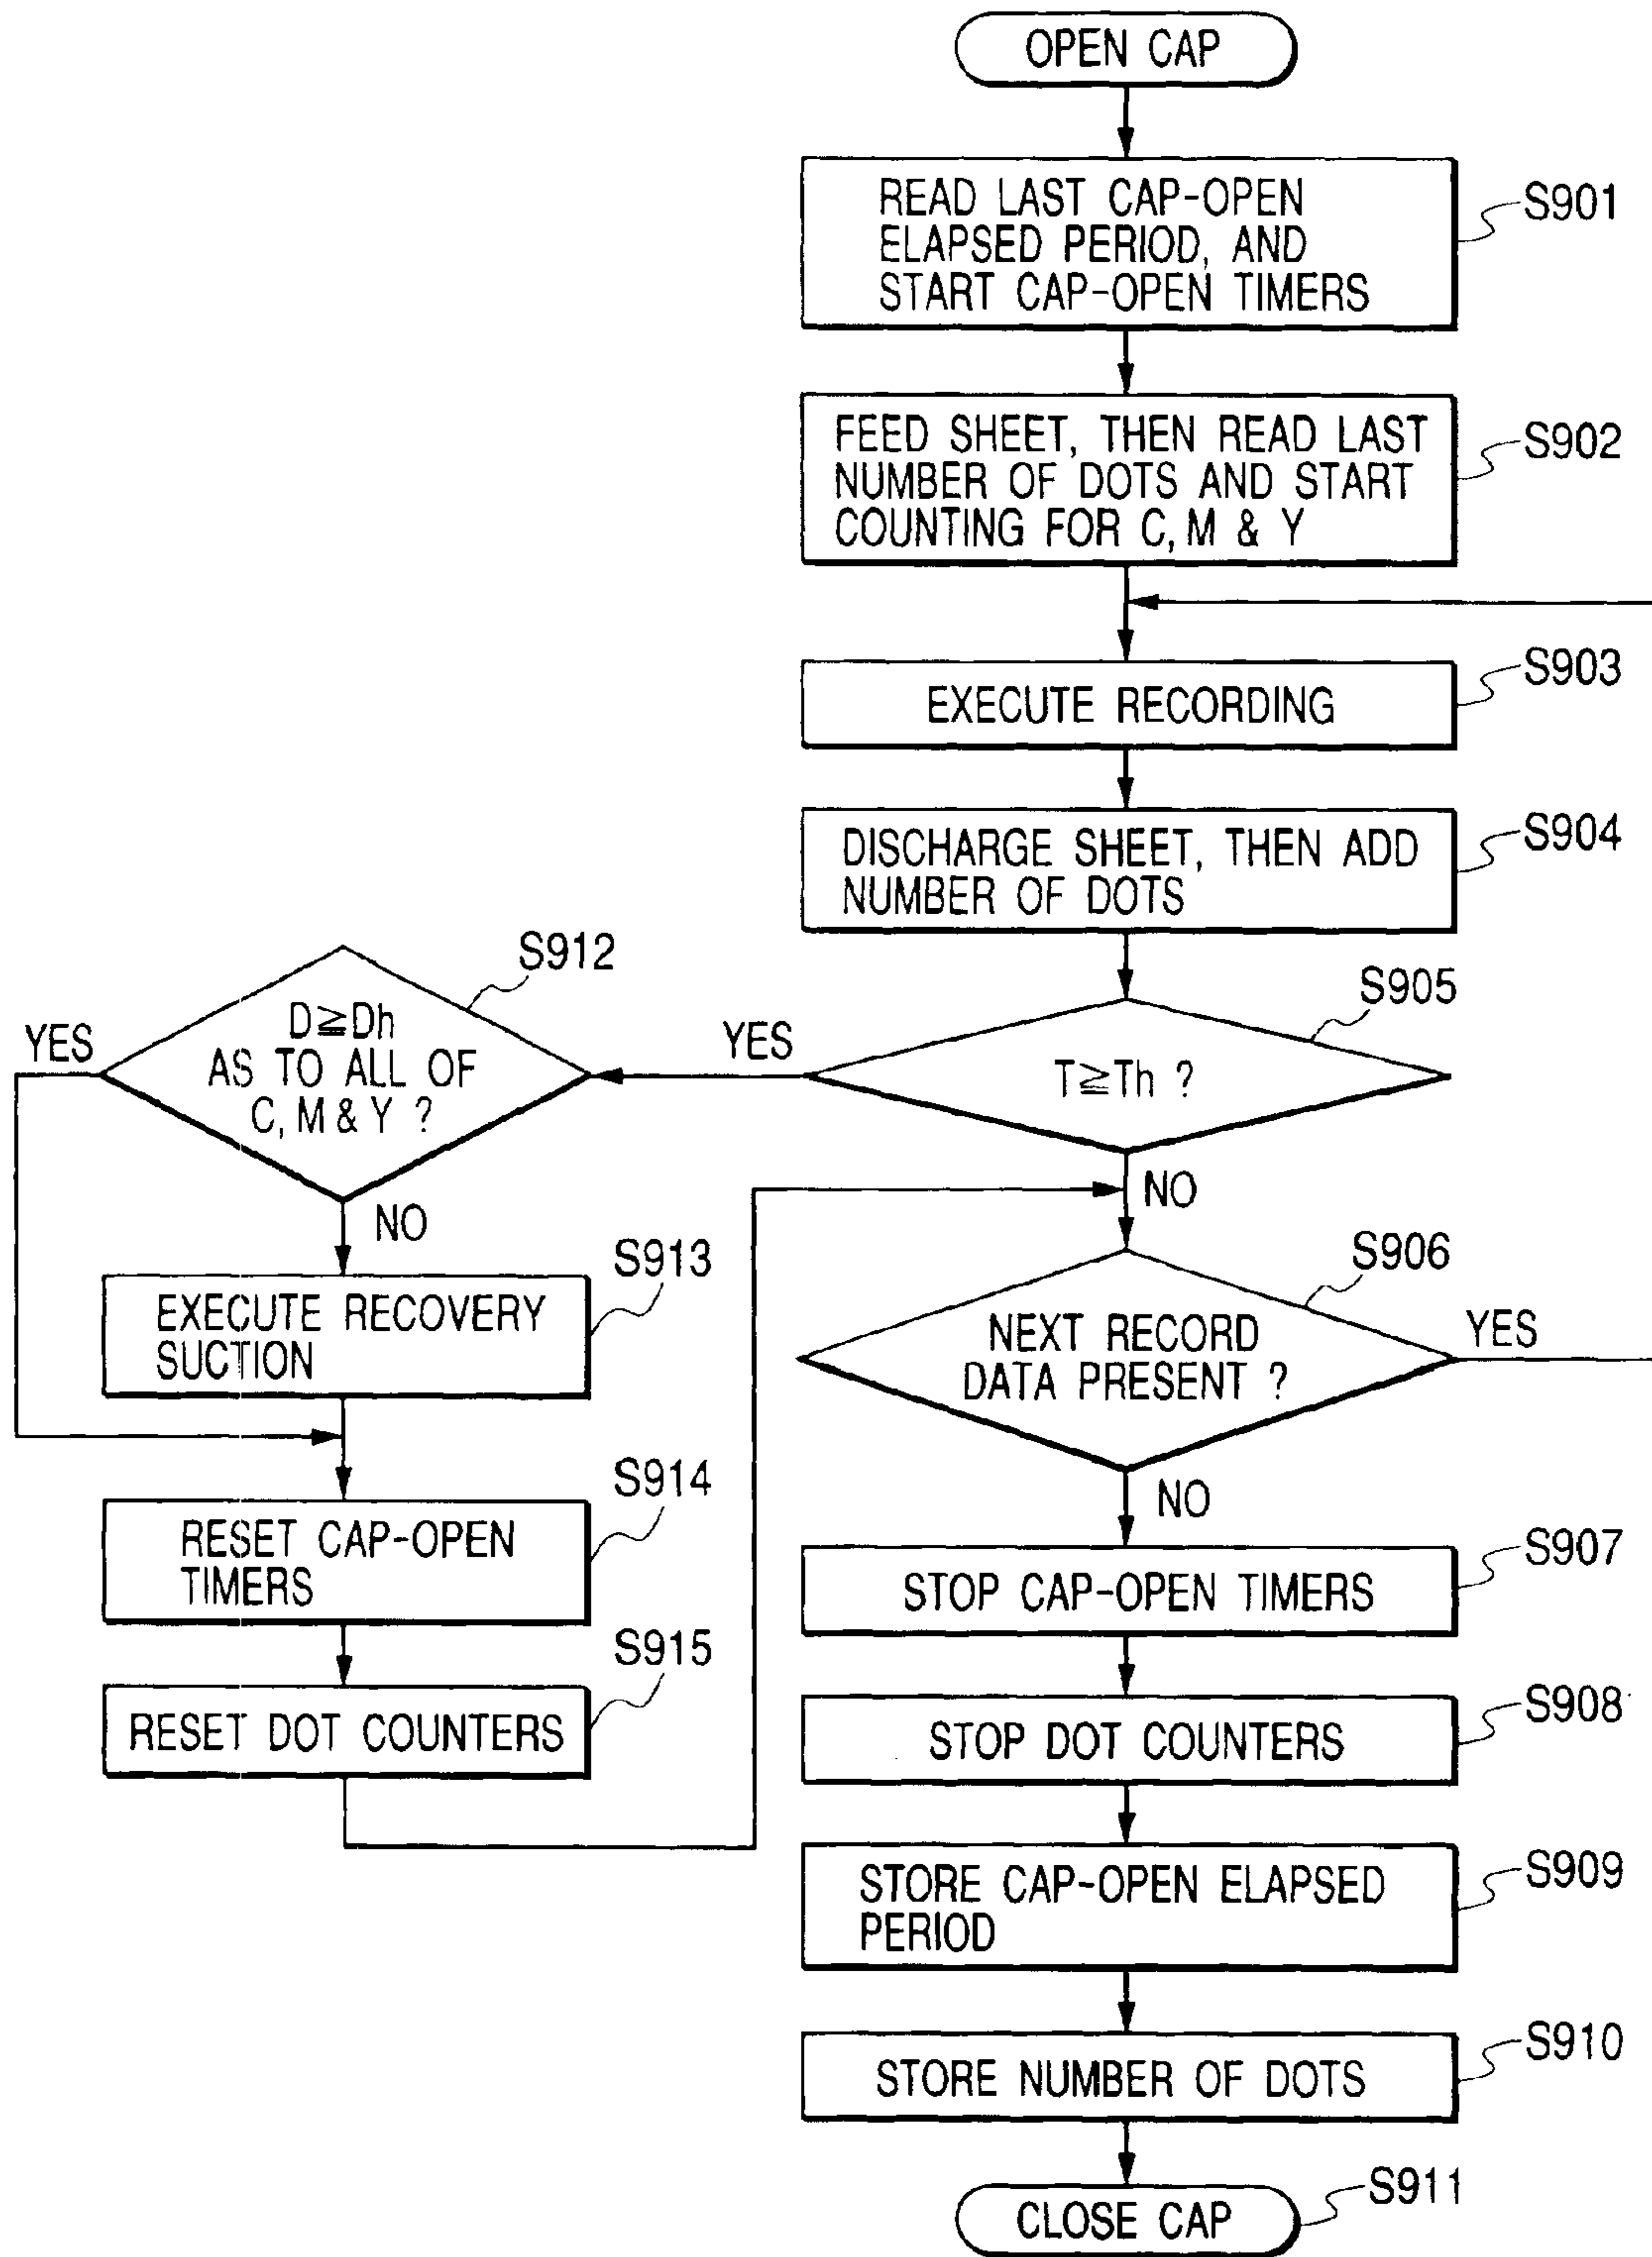 OPEN CAP
READ LAST CAP-OPEN
ELAPSED PERIOD, AND
START CAP-OPEN TIMERS
S901
FEED SHEET, THEN READ LAST
NUMBER OF DOTS AND START
COUNTING FOR C, M & Y
S902
EXECUTE RECORDING
S903
DISCHARGE SHEET, THEN ADD
NUMBER OF DOTS
S904
T≧Th ?
S905
YES
NO
D≧Dh
AS TO ALL OF
C, M & Y ?
S912
YES
NO
EXECUTE RECOVERY
SUCTION
S913
RESET CAP-OPEN
TIMERS
S914
RESET DOT COUNTERS
S915
NEXT RECORD
DATA PRESENT ?
S906
YES
NO
STOP CAP-OPEN TIMERS
S907
STOP DOT COUNTERS
S908
STORE CAP-OPEN ELAPSED
PERIOD
S909
STORE NUMBER OF DOTS
S910
CLOSE CAP
S911